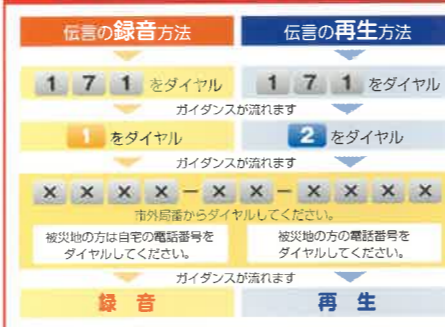 伝言の録音方法 伝言の再生方法
1 7 1 をダイヤル 1 7 1 をダイヤル
ガイダンスが流れます
1 をダイヤル 2 をダイヤル
ガイダンスが流れます
××××－××－××××
市外局番からダイヤルしてください。
被災地の方は自宅の電話番号を
ダイヤルしてください。
被災地の方の電話番号を
ダイヤルしてください。
ガイダンスが流れます
録音 再生